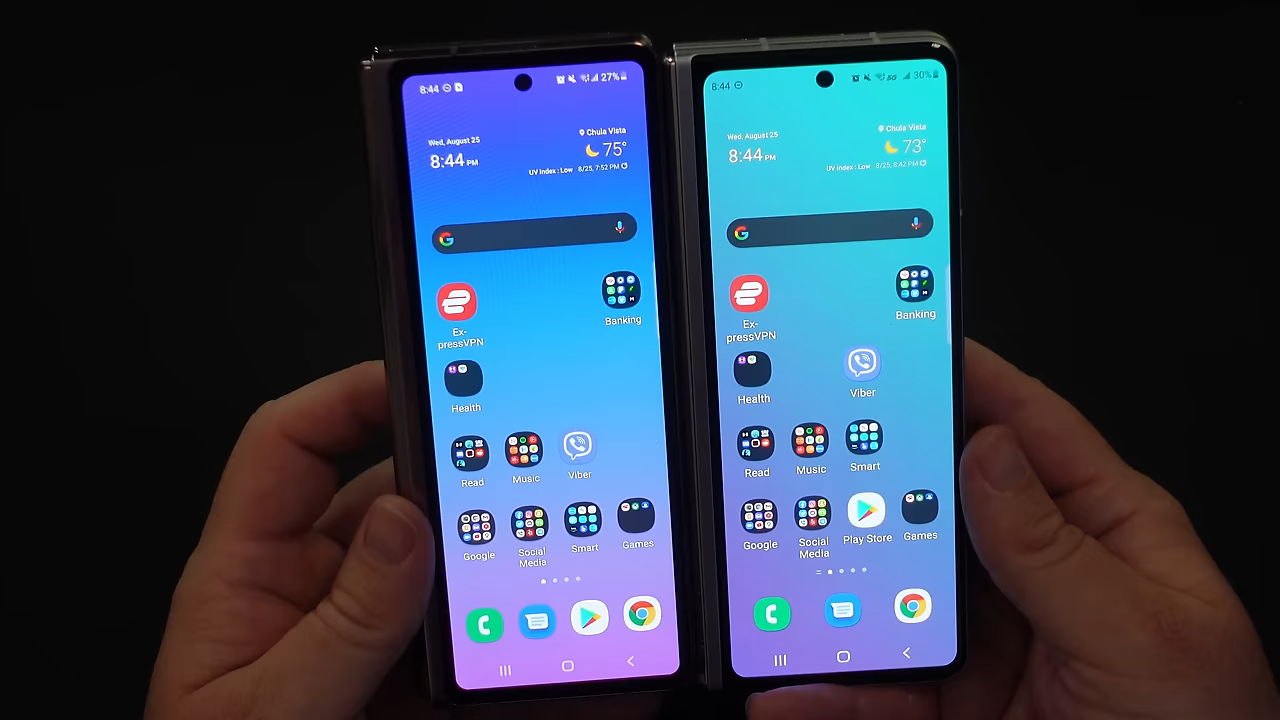 8:44
27%
Wed, August 25
8:44 PM
Chula Vista
75°
UV index : Low 8/25, 7:52 PM
Ex-
pressVPN
Banking
Health
Read
Music
Viber
Google
Social
Media
Smart
Games
8:44
5G
30%
Wed, August 25
8:44 PM
Chula Vista
73°
UV index : Low 8/25, 8:42 PM
Ex-
pressVPN
Banking
Health
Viber
Read
Music
Smart
Google
Social
Media
Play Store
Games